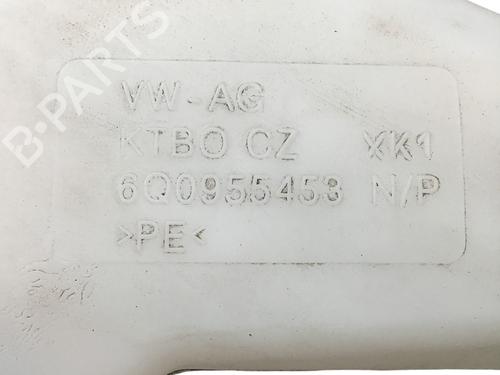 B-PARTS
VW-AG
KTBO CZ XK1
6Q0955453 N/P
>PE<